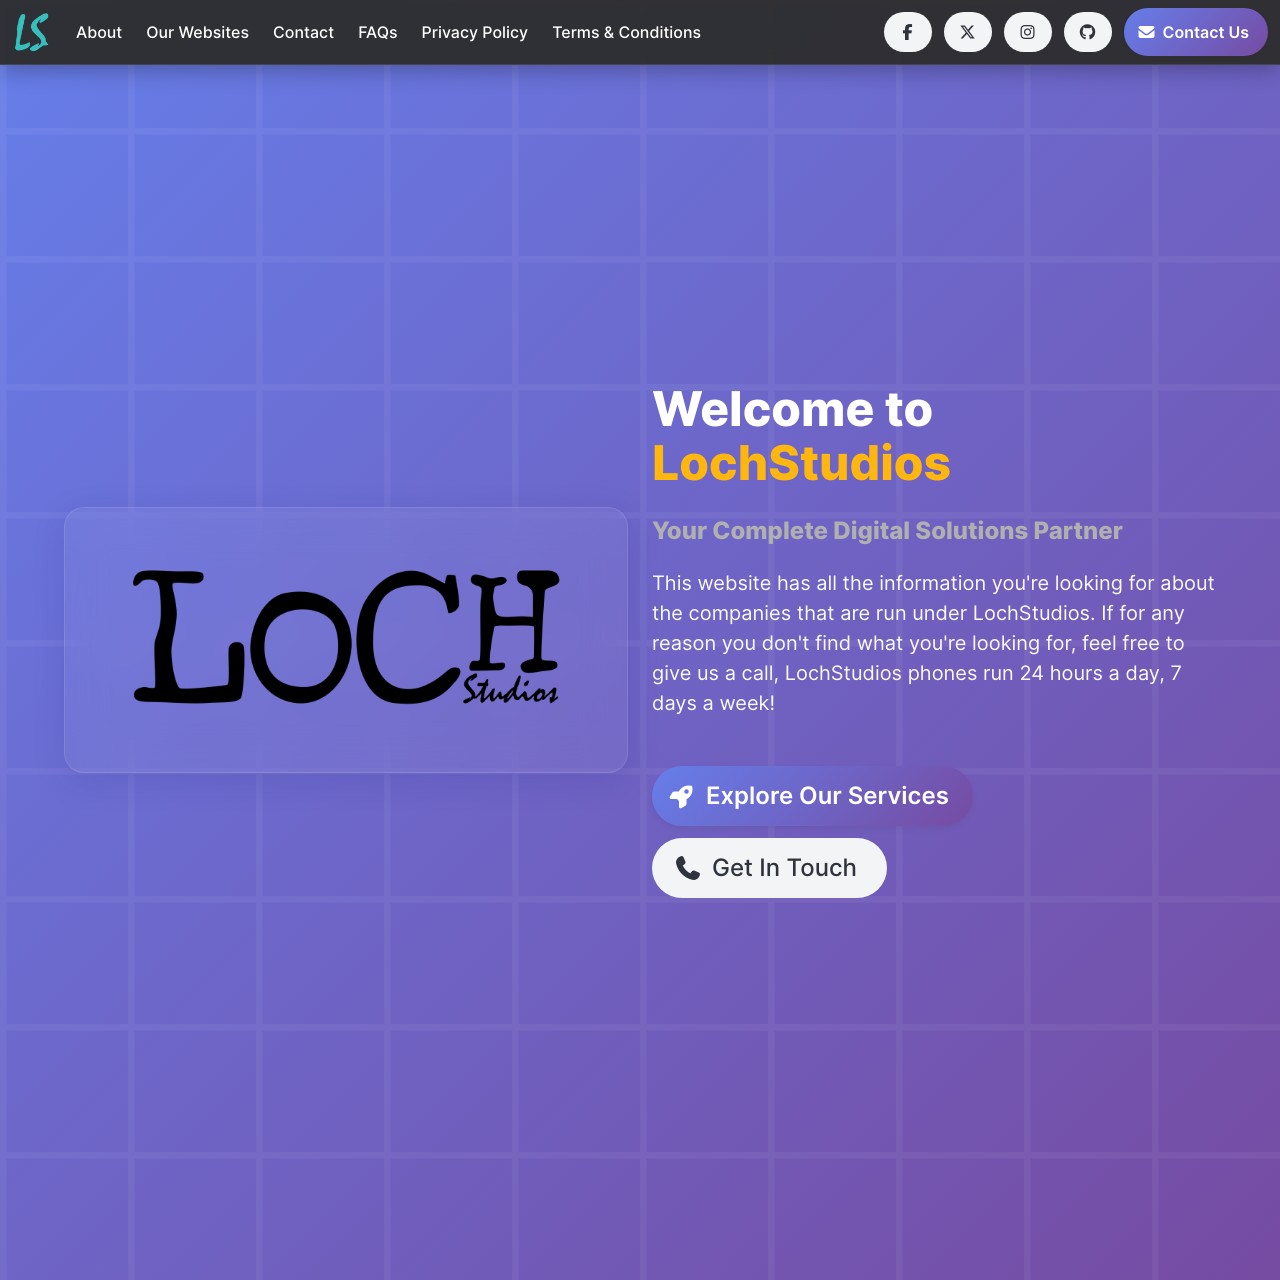 LS About Our Websites Contact FAQs Privacy Policy Terms & Conditions Contact Us
LOCH
Studios
Welcome to
LochStudios
Your Complete Digital Solutions Partner
This website has all the information you're looking for about
the companies that are run under LochStudios. If for any
reason you don't find what you're looking for, feel free to
give us a call, LochStudios phones run 24 hours a day, 7
days a week!
Explore Our Services
Get In Touch